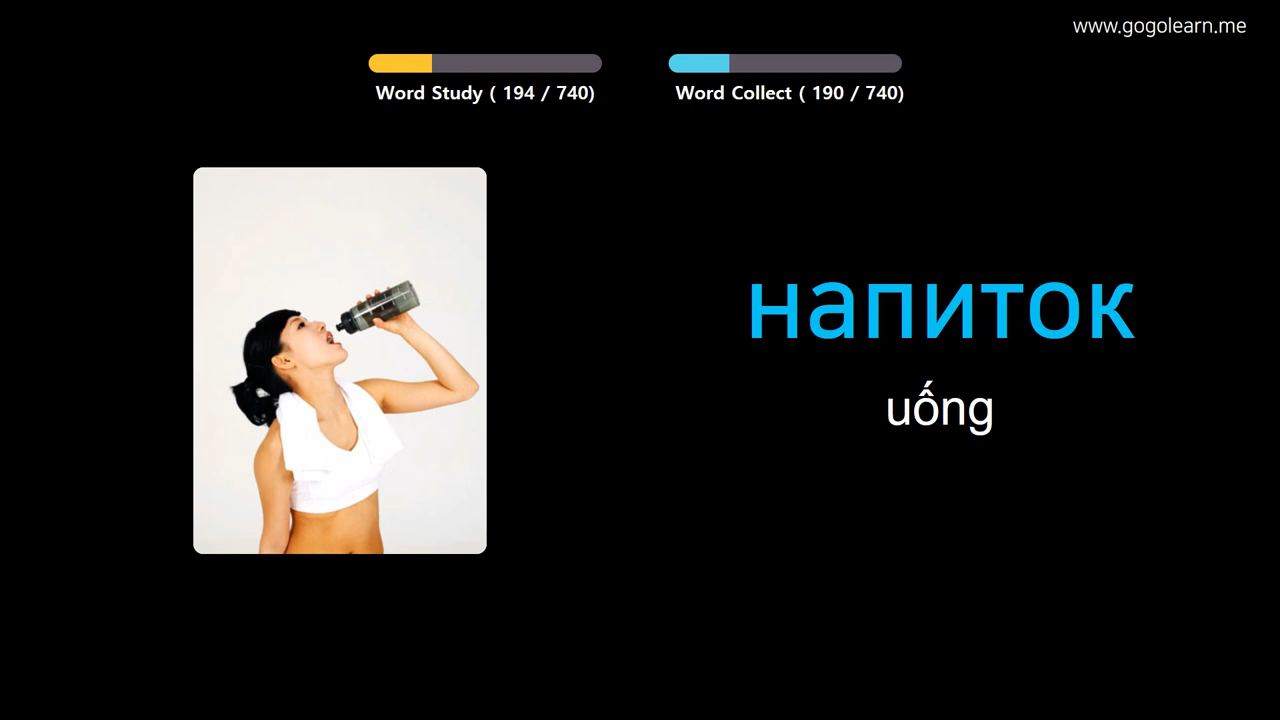 www.gogolearn.me
Word Study ( 194 / 740)
Word Collect ( 190 / 740)
напиток
uống